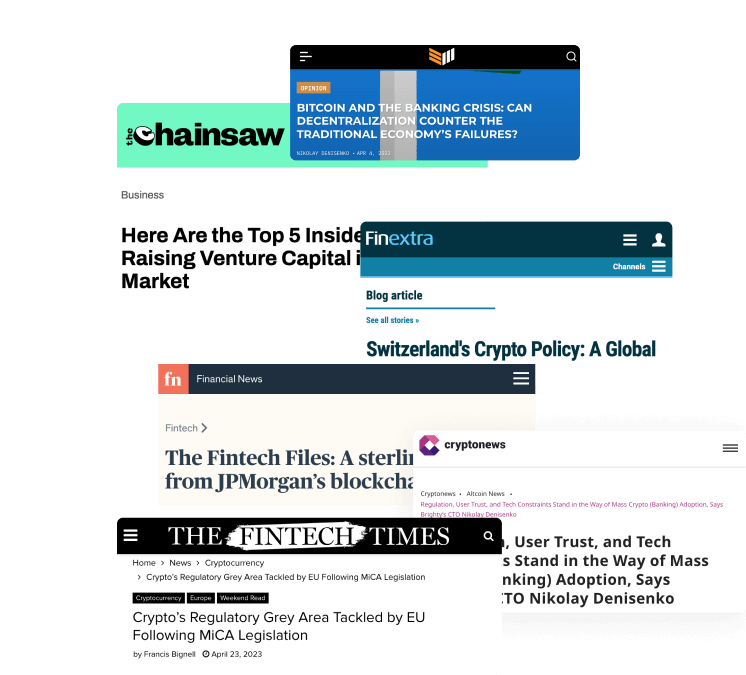 OPINION
BITCOIN AND THE BANKING CRISIS: CAN
DECENTRALIZATION COUNTER THE
TRADITIONAL ECONOMY'S FAILURES?
NIKOLAY DENISENKO • APR 4, 2023
the Chainsaw
Business
Here Are the Top 5 Inside
Raising Venture Capital i
Market
Finextra
Channels
Blog article
See all stories »
Switzerland's Crypto Policy: A Global
fn Financial News
Fintech
The Fintech Files: A sterlin
from JPMorgan's blockcha
cryptonews
Cryptonews • Altcoin News •
Regulation, User Trust, and Tech Constraints Stand in the Way of Mass Crypto (Banking) Adoption, Says
Brighty's CTO Nikolay Denisenko
, User Trust, and Tech
s Stand in the Way of Mass
nking) Adoption, Says
CTO Nikolay Denisenko
THE FINTECH TIMES
Home > News > Cryptocurrency
> Crypto's Regulatory Grey Area Tackled by EU Following MiCA Legislation
Cryptocurrency Europe Weekend Read
Crypto's Regulatory Grey Area Tackled by EU
Following MiCA Legislation
by Francis Bignell April 23, 2023